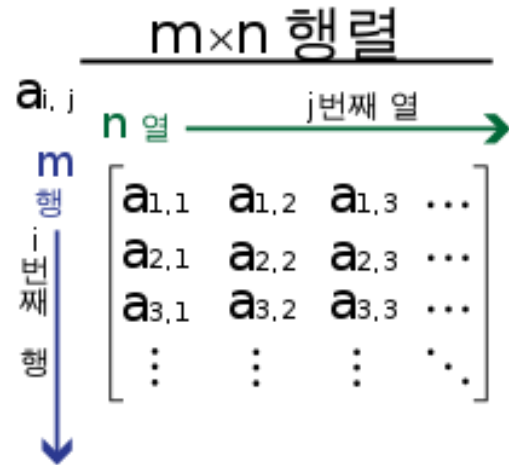 m×n 행렬
ai, j
n 열
j번째 열
m
행
i
번
째
행
a1,1 a1,2 a1,3 ⋯
a2,1 a2,2 a2,3 ⋯
a3,1 a3,2 a3,3 ⋯
⋮ ⋮ ⋮ ⋱